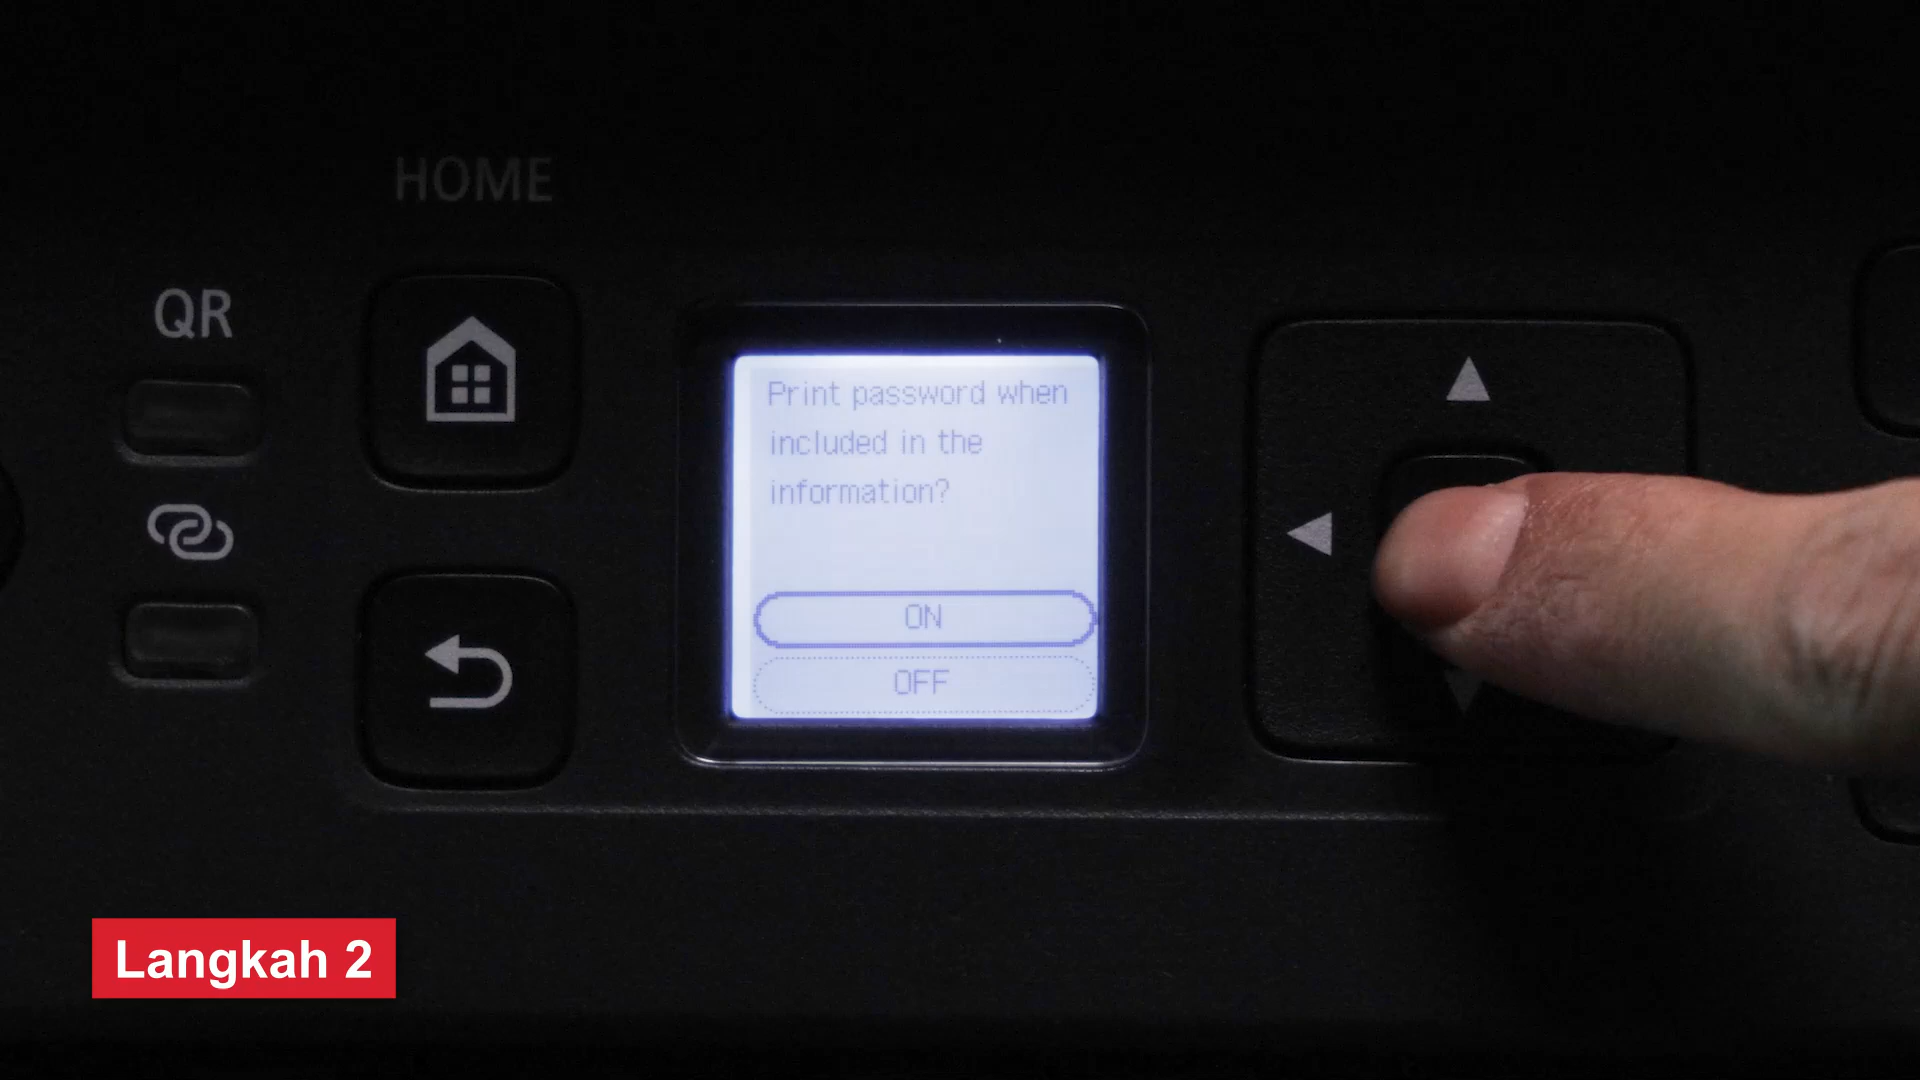 HOME
QR
Print password when
included in the
information?
ON
OFF
Langkah 2